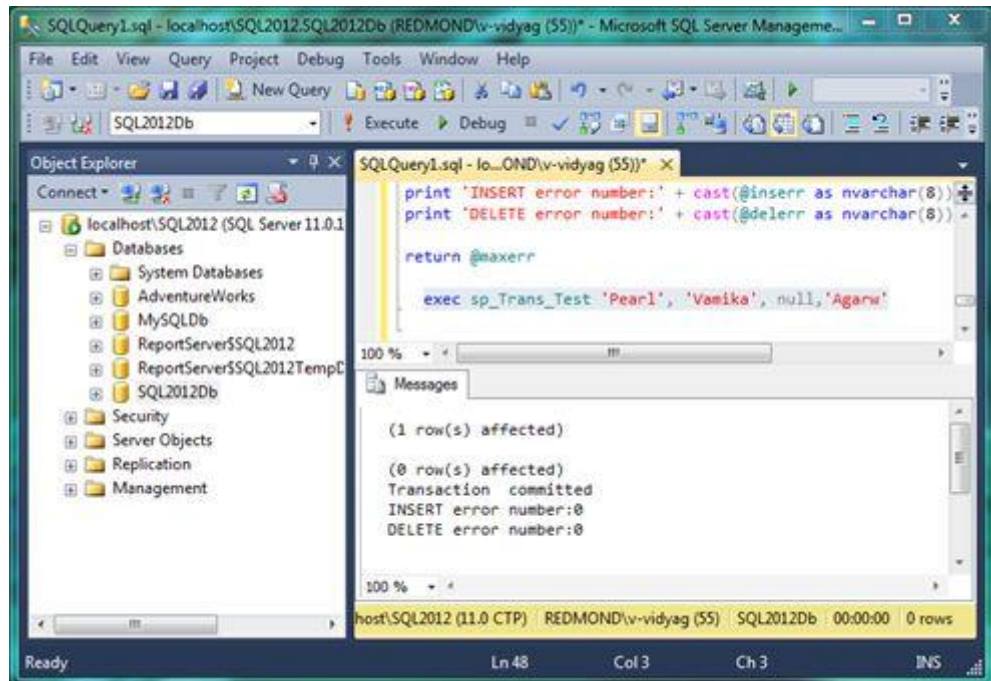 SQLQuery1.sql - localhost\SQL2012.SQL2012Db (REDMOND\v-vidyag (55))* - Microsoft SQL Server Manageme...
File Edit View Query Project Debug Tools Window Help
New Query
SQL2012Db Execute Debug
Object Explorer
Connect
localhost\SQL2012 (SQL Server 11.0.1
Databases
System Databases
AdventureWorks
MySQLDb
ReportServer$SQL2012
ReportServer$SQL2012TempD
SQL2012Db
Security
Server Objects
Replication
Management
SQLQuery1.sql - lo...OND\v-vidyag (55))*
print 'INSERT error number:' + cast(@inserr as nvarchar(8))
print 'DELETE error number:' + cast(@delerr as nvarchar(8))
return @maxerr
exec sp_Trans_Test 'Pearl', 'Vamika', null,'Agarw'
100 %
Messages
(1 row(s) affected)
(0 row(s) affected)
Transaction committed
INSERT error number:0
DELETE error number:0
100 %
host\SQL2012 (11.0 CTP) REDMOND\v-vidyag (55) SQL2012Db 00:00:00 0 rows
Ready Ln 48 Col 3 Ch 3 INS